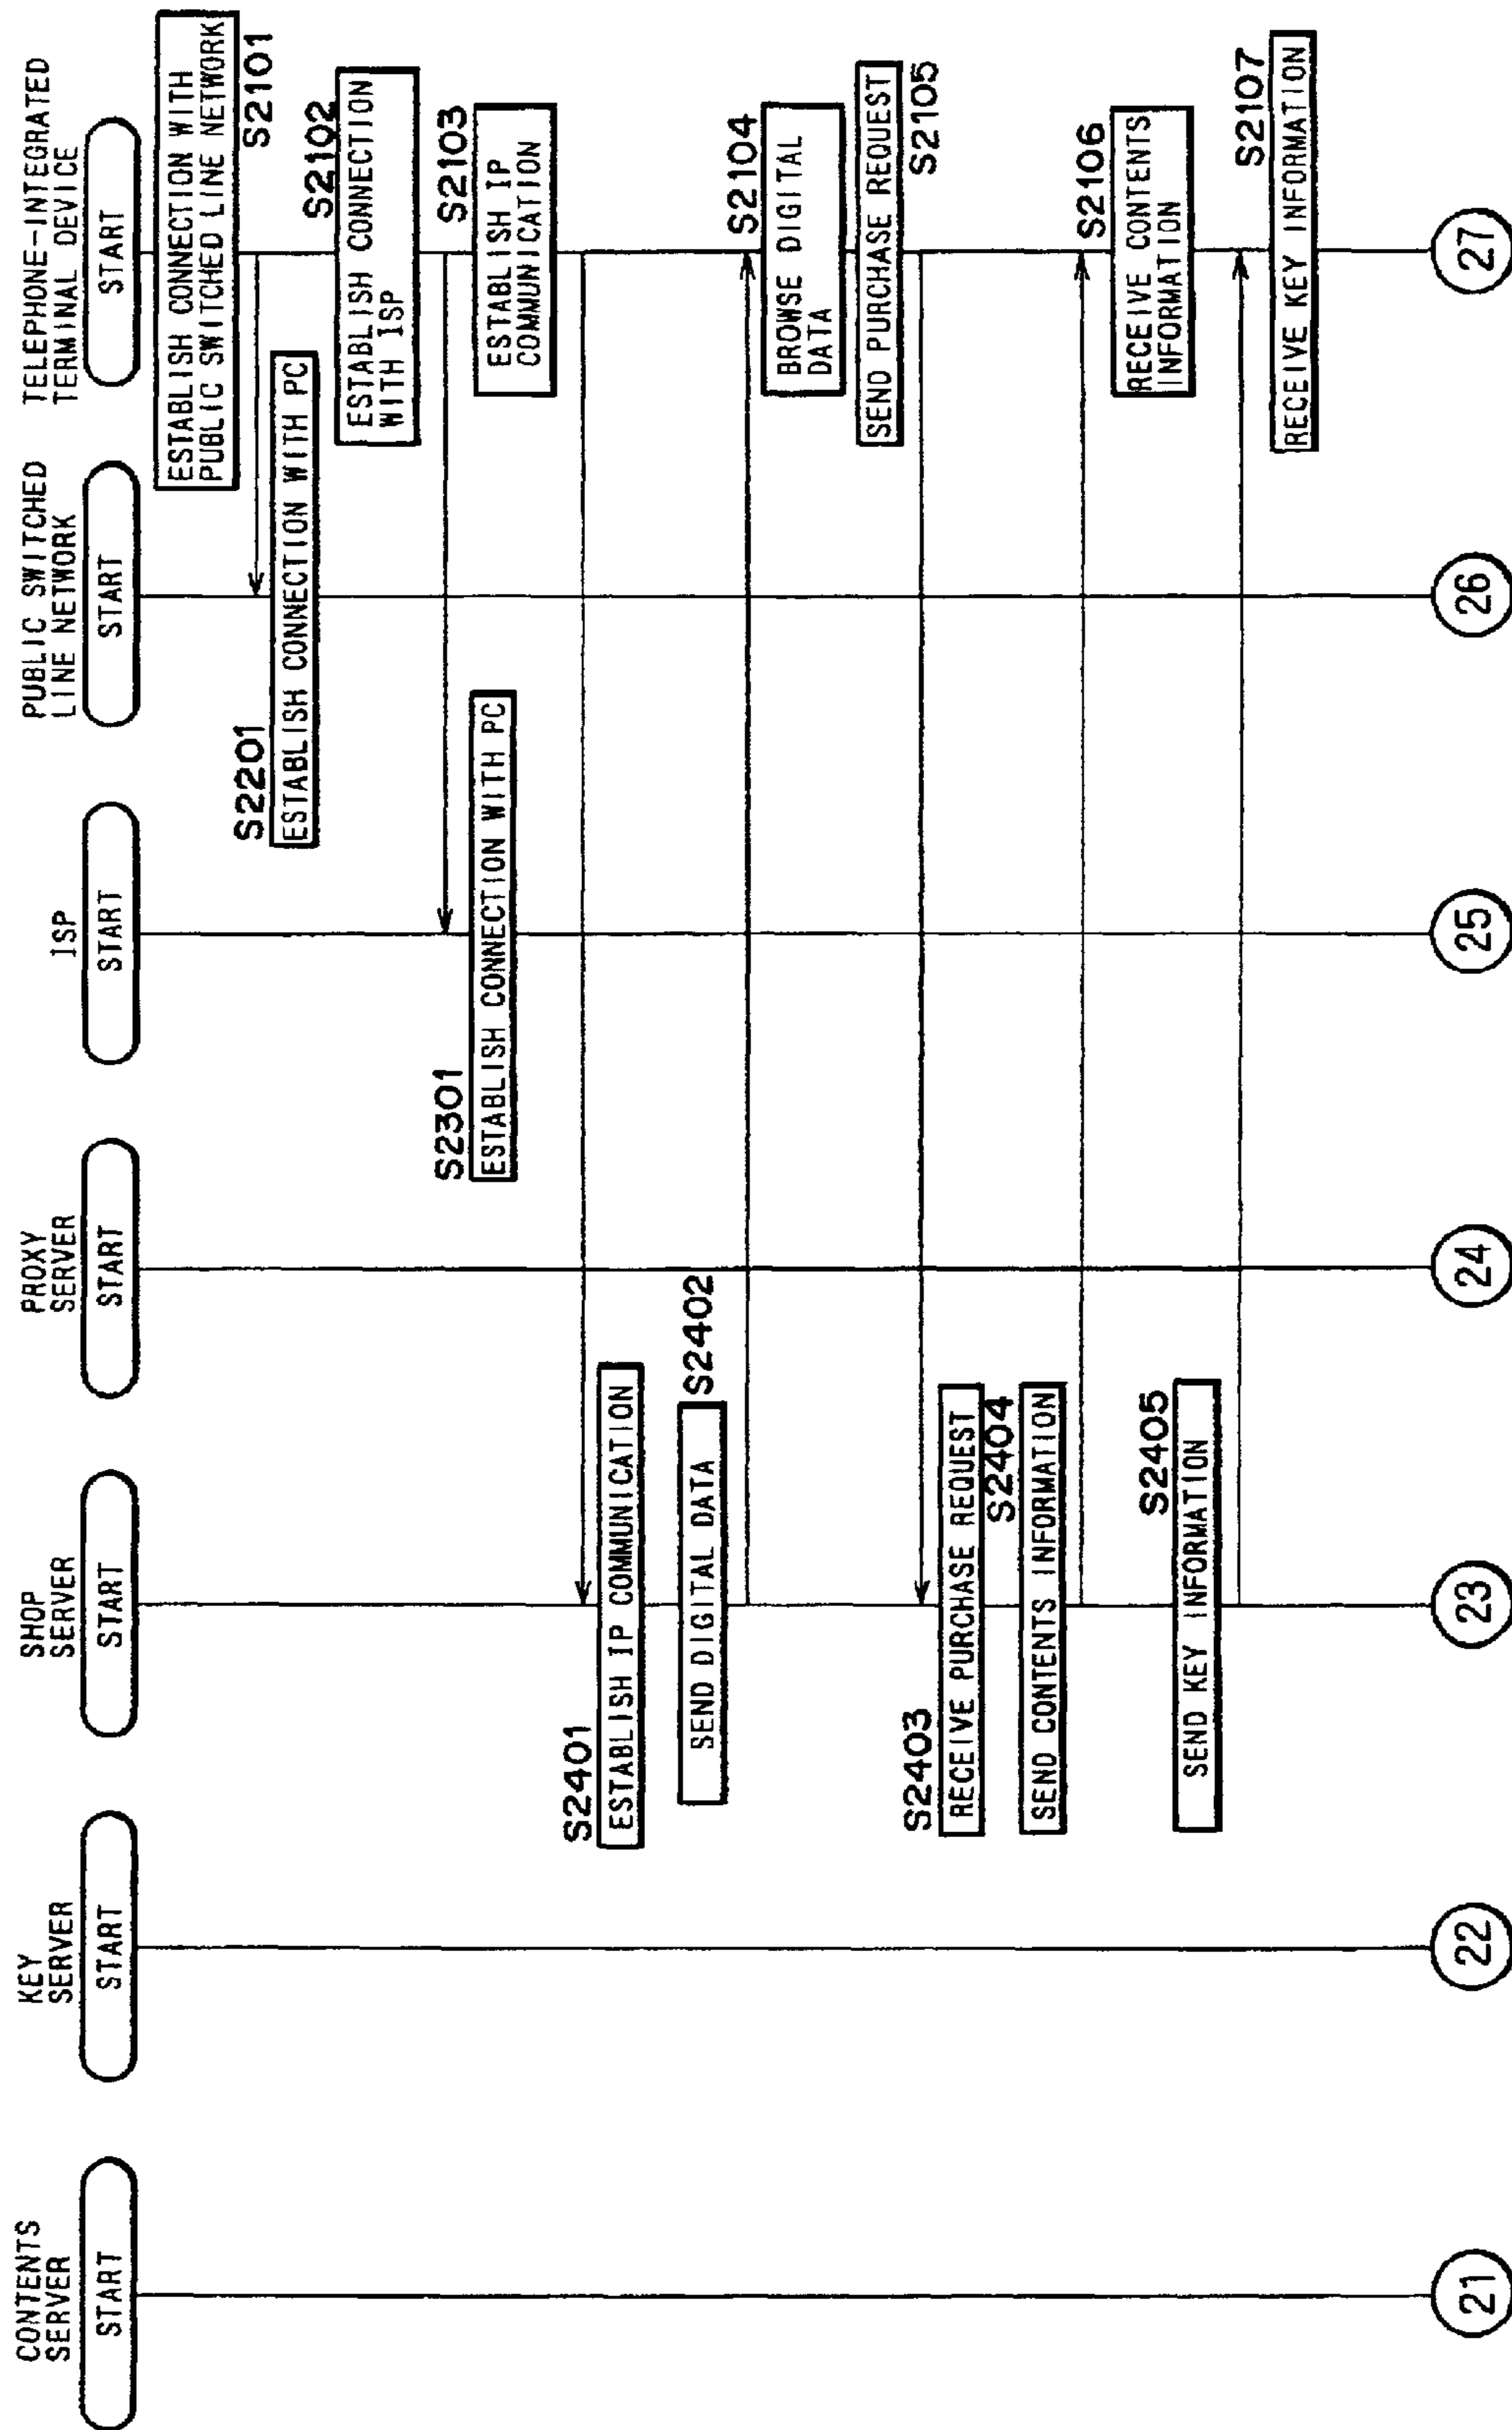 CONTENTS
SERVER
START
KEY
SERVER
START
SHOP
SERVER
START
PROXY
SERVER
START
ISP
START
PUBLIC SWITCHED
LINE NETWORK
START
TELEPHONE-INTEGRATED
TERMINAL DEVICE
START
ESTABLISH CONNECTION WITH
PUBLIC SWITCHED LINE NETWORK
S2101
S2201
ESTABLISH CONNECTION WITH PC
S2102
ESTABLISH CONNECTION
WITH ISP
S2301
ESTABLISH CONNECTION WITH PC
S2103
ESTABLISH IP
COMMUNICATION
S2401
ESTABLISH IP COMMUNICATION
SEND DIGITAL DATA
S2402
S2104
BROWSE DIGITAL
DATA
SEND PURCHASE REQUEST
S2105
S2403
RECEIVE PURCHASE REQUEST
S2404
SEND CONTENTS INFORMATION
S2106
RECEIVE CONTENTS
INFORMATION
S2405
SEND KEY INFORMATION
S2107
RECEIVE KEY INFORMATION
21
22
23
24
25
26
27